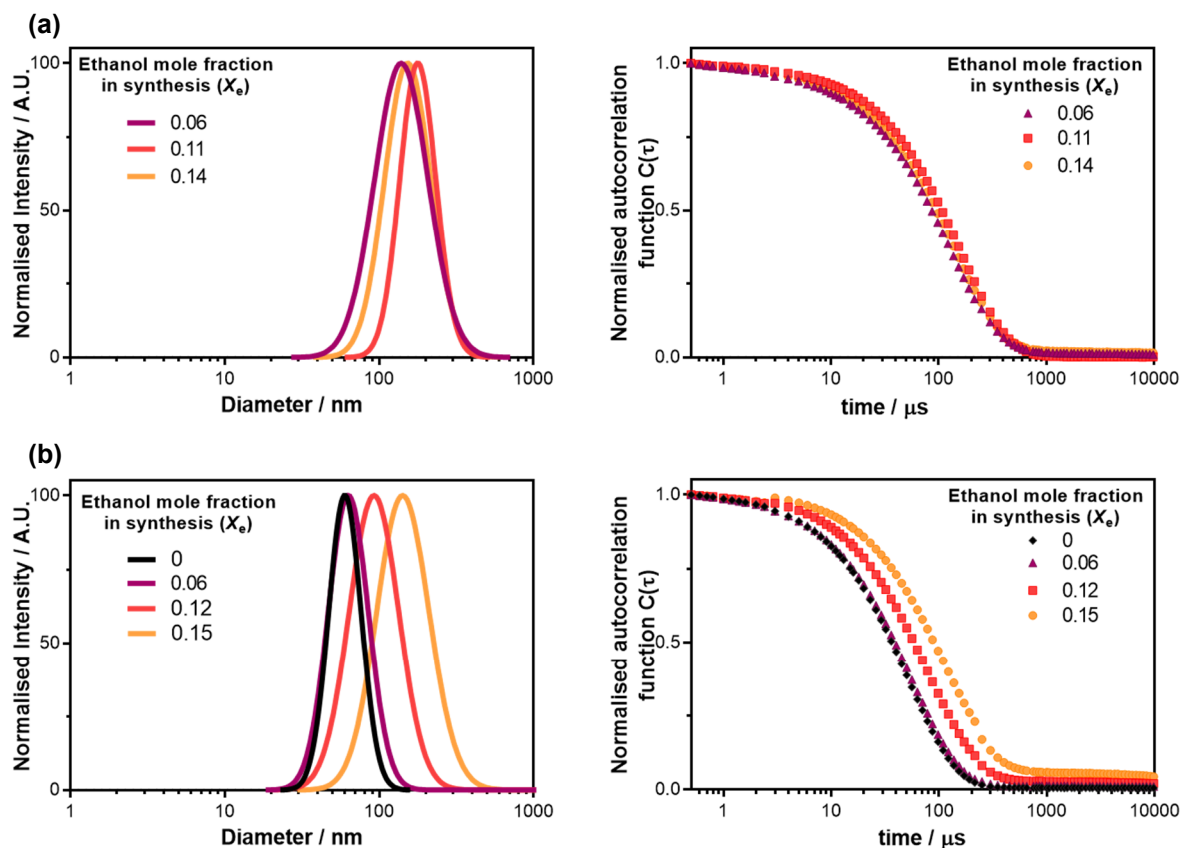 (a)
Normalised Intensity / A.U.
100
50
0
Ethanol mole fraction
in synthesis (Xe)
0.06
0.11
0.14
1
10
100
1000
Diameter / nm
Normalised autocorrelation
function C(τ)
1.0
0.5
0.0
Ethanol mole fraction
in synthesis (Xe)
0.06
0.11
0.14
1
10
100
1000
10000
time / μs
(b)
Normalised Intensity / A.U.
100
50
0
Ethanol mole fraction
in synthesis (Xe)
0
0.06
0.12
0.15
1
10
100
1000
Diameter / nm
Normalised autocorrelation
function C(τ)
1.0
0.5
0.0
Ethanol mole fraction
in synthesis (Xe)
0
0.06
0.12
0.15
1
10
100
1000
10000
time / μs